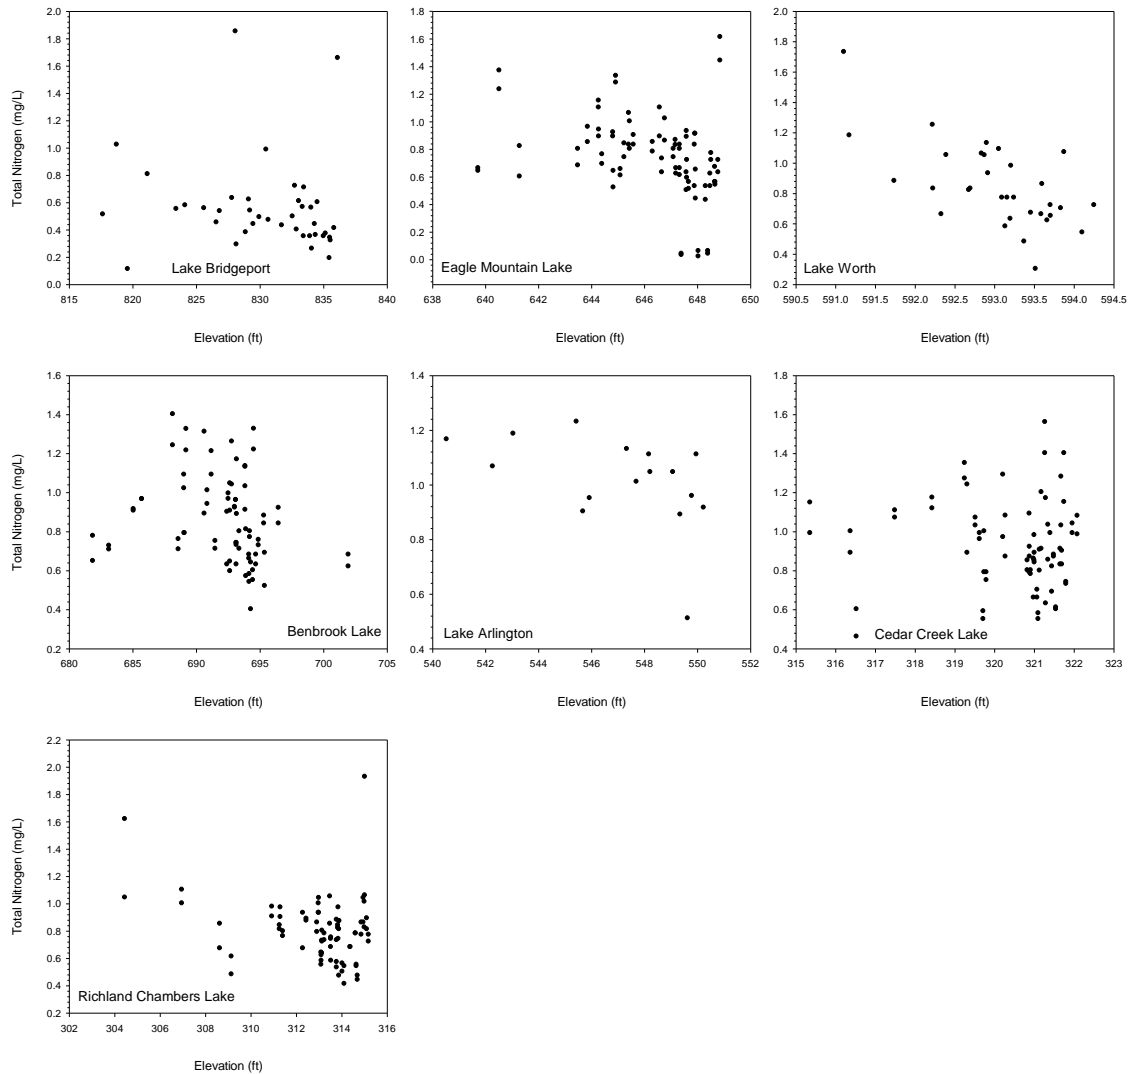 2.0 1.8 2.0
1.8 1.6 1.8
1.6 1.4 1.6
1.4 1.2 1.4
1.2 1.0 1.2
1.0 0.8 1.0
0.8 0.6 0.8
0.6 0.4 0.6
0.4 0.2 0.4
0.2 0.0 0.2
0.0
Total Nitrogen (mg/L)
Lake Bridgeport Eagle Mountain Lake Lake Worth
815 820 825 830 835 840 638 640 642 644 646 648 650 590.5 591.0 591.5 592.0 592.5 593.0 593.5 594.0 594.5
Elevation (ft) Elevation (ft) Elevation (ft)
1.6 1.4 1.8
1.4 1.2 1.6
1.2 1.0 1.4
1.0 0.8 1.2
0.8 0.6 1.0
0.6 0.4 0.8
0.4 0.6
0.2 0.4
Total Nitrogen (mg/L)
Benbrook Lake Lake Arlington Cedar Creek Lake
680 685 690 695 700 705 540 542 544 546 548 550 552 315 316 317 318 319 320 321 322 323
Elevation (ft) Elevation (ft) Elevation (ft)
2.2
2.0
1.8
1.6
1.4
1.2
1.0
0.8
0.6
0.4
0.2
Total Nitrogen (mg/L)
Richland Chambers Lake
302 304 306 308 310 312 314 316
Elevation (ft)